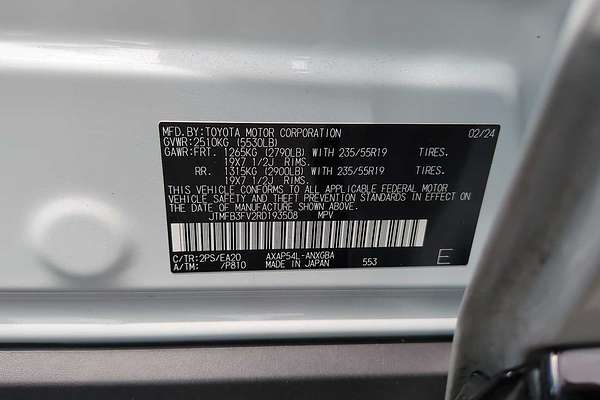 MFD.BY:TOYOTA MOTOR CORPORATION 02/24
GVWR:2510KG (5530LB)
GAWR:FRT. 1265KG (2790LB) WITH 235/55R19 TIRES.
19X7 1/2J RIMS.
RR. 1315KG (2900LB) WITH 235/55R19 TIRES.
19X7 1/2J RIMS.
THIS VEHICLE CONFORMS TO ALL APPLICABLE FEDERAL MOTOR
VEHICLE SAFETY AND THEFT PREVENTION STANDARDS IN EFFECT ON
THE DATE OF MANUFACTURE SHOWN ABOVE.
JTMFB3FV2RD193508 MPV
C/TR:2PS/EA20 AXAP54L-ANXGBA
A/TM: /P810 MADE IN JAPAN 553 E